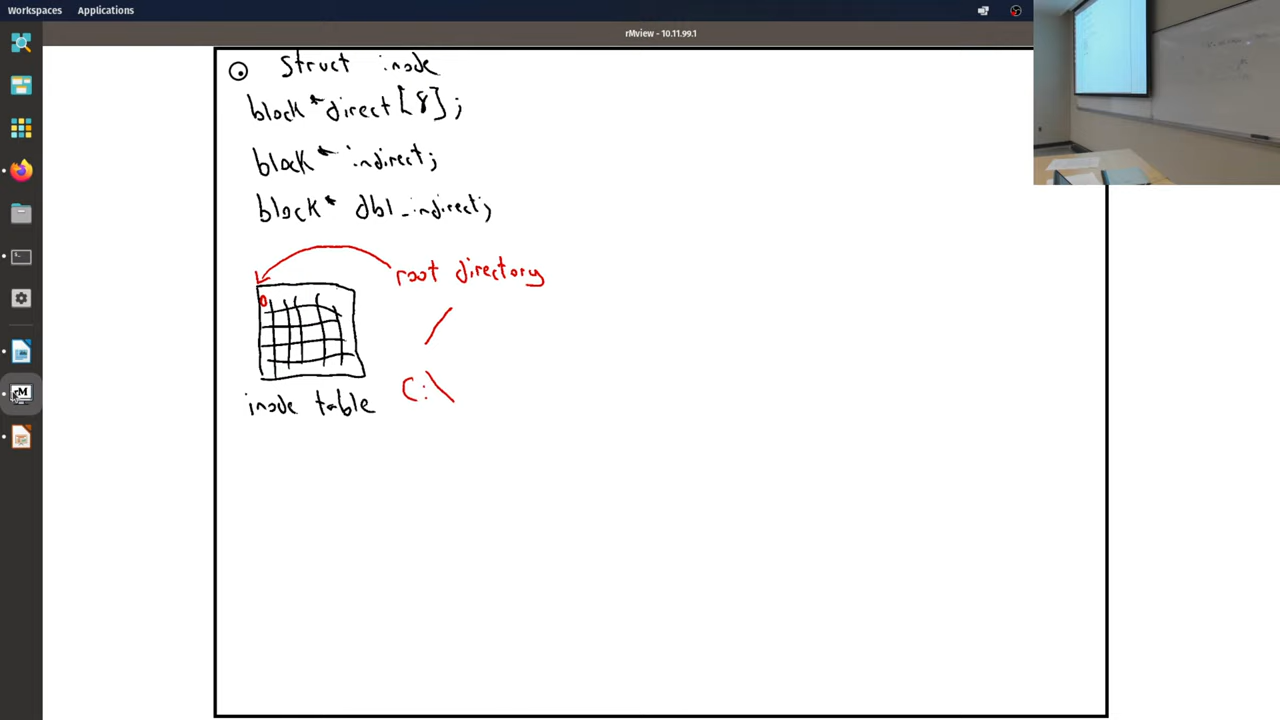 Workspaces Applications
rMview - 10.11.99.1
struct inode
block* direct[8];
block* indirect;
block* dbl_indirect;
root directory
0
/
C:\
inode table
rM